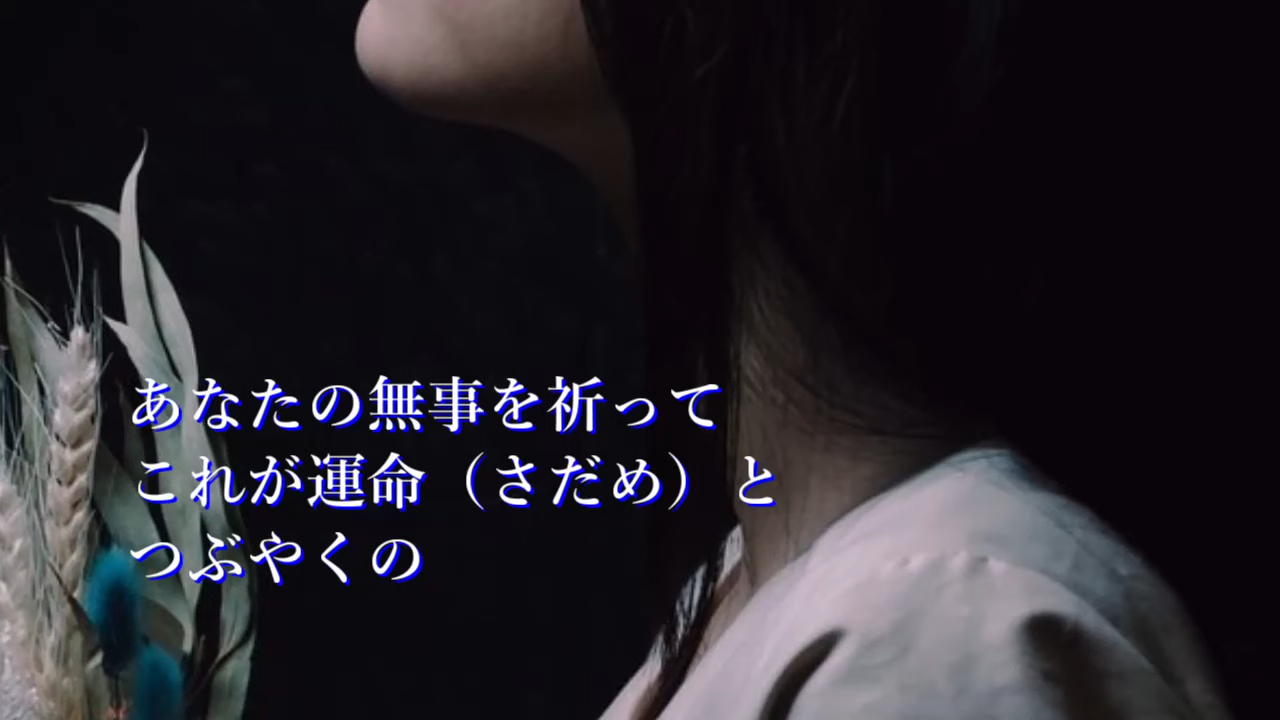 あなたの無事を祈って
これが運命（さだめ）と
つぶやくの